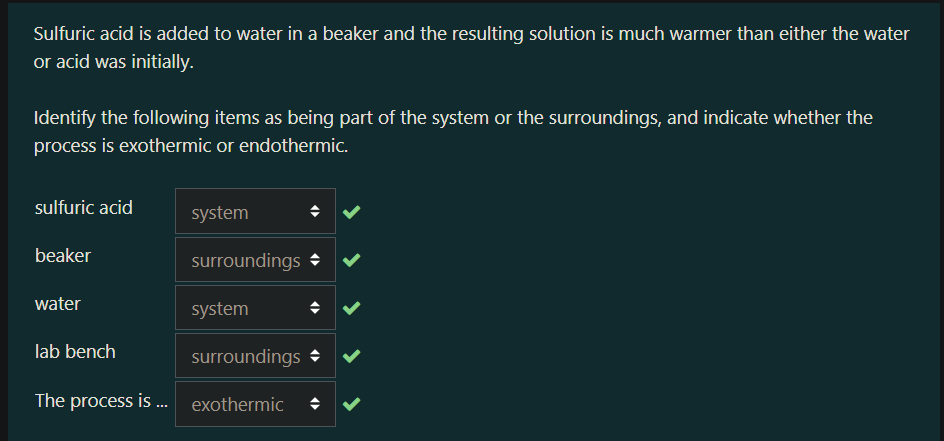 Sulfuric acid is added to water in a beaker and the resulting solution is much warmer than either the water
or acid was initially.
Identify the following items as being part of the system or the surroundings, and indicate whether the
process is exothermic or endothermic.
sulfuric acid system
beaker surroundings
water system
lab bench surroundings
The process is ... exothermic